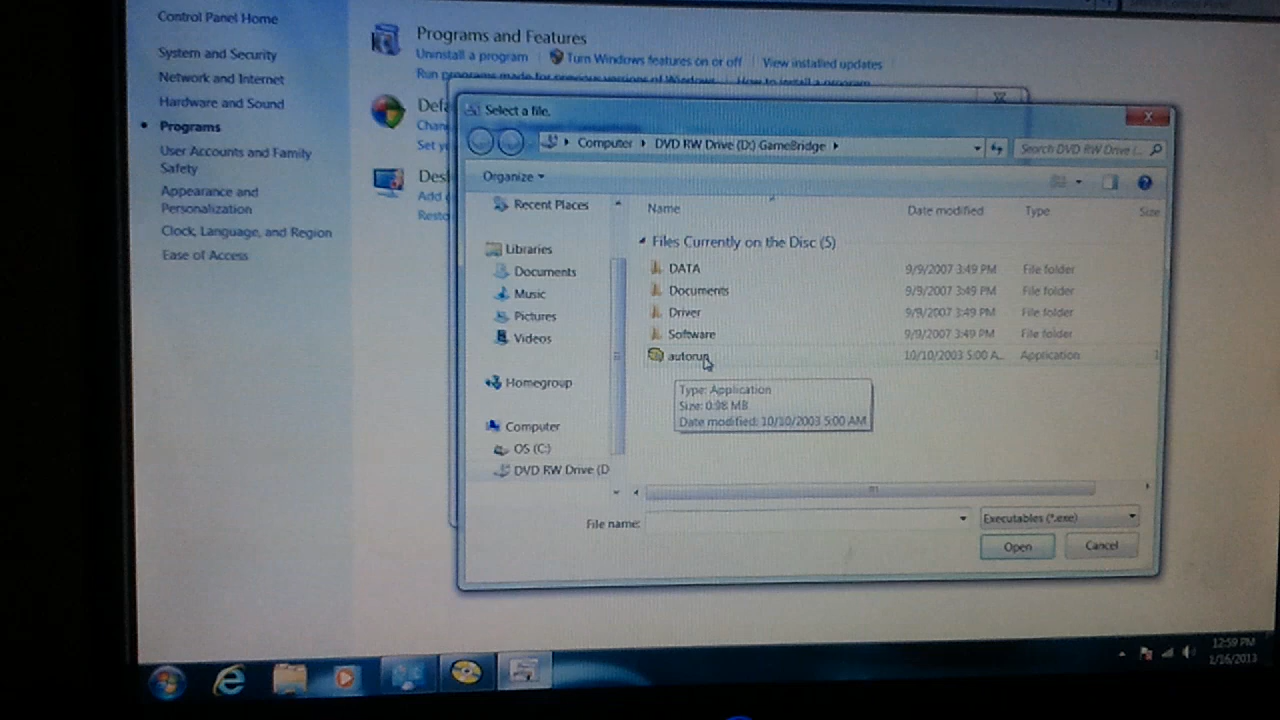 Control Panel Home
System and Security
Network and Internet
Hardware and Sound
Programs
User Accounts and Family
Safety
Appearance and
Personalization
Clock, Language, and Region
Ease of Access
Programs and Features
Uninstall a program
Turn Windows features on or off
View installed updates
Run programs made for previous versions of Windows
How to install a program
Defa
Chan
Set y
Des
Add
Resto
Select a file.
Computer
DVD RW Drive (D:) GameBridge
Search DVD RW Drive (...
Organize
Recent Places
Libraries
Documents
Music
Pictures
Videos
Homegroup
Computer
OS (C:)
DVD RW Drive (D
Name Date modified Type Size
Files Currently on the Disc (5)
DATA 9/9/2007 3:49 PM File folder
Documents 9/9/2007 3:49 PM File folder
Driver 9/9/2007 3:49 PM File folder
Software 9/9/2007 3:49 PM File folder
autorun 10/10/2003 5:00 A... Application 1
Type: Application
Size: 0.98 MB
Date modified: 10/10/2003 5:00 AM
File name:
Executables (*.exe)
Open
Cancel
12:59 PM
1/16/2013